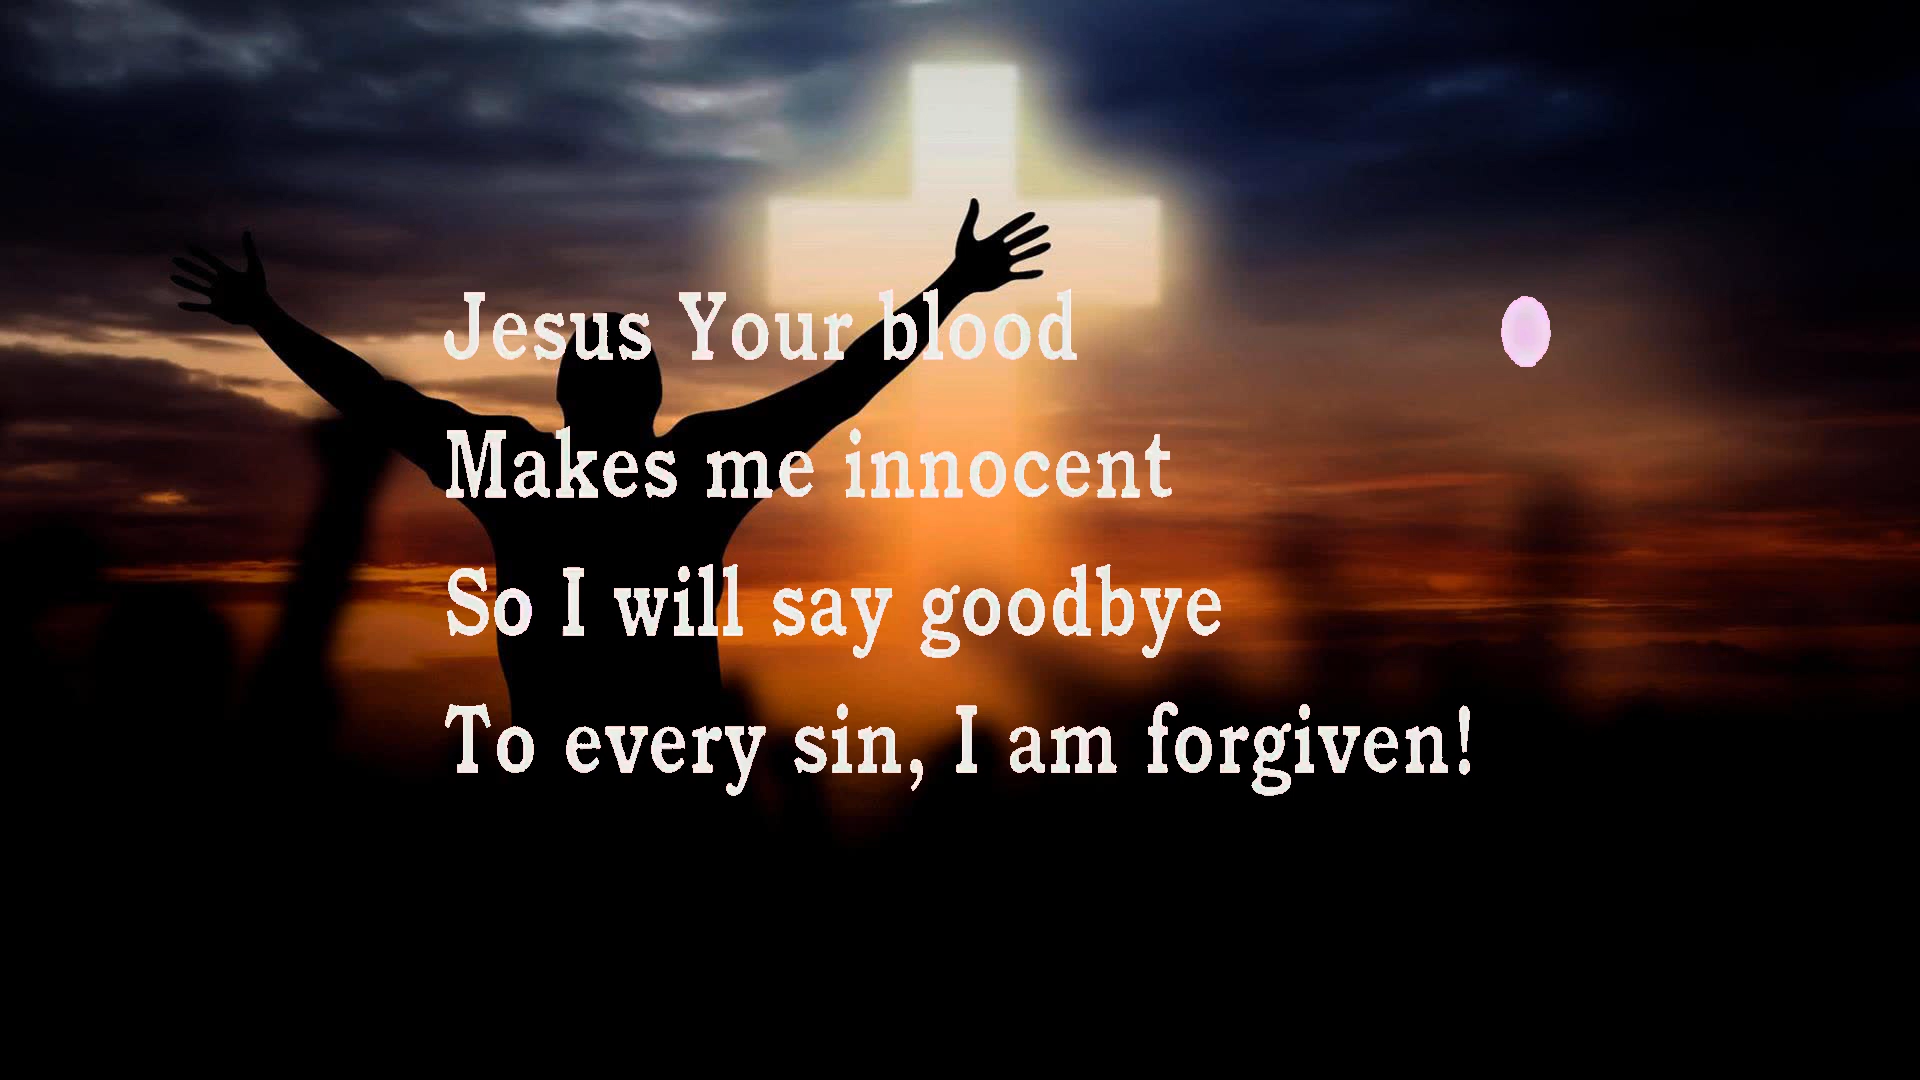 Jesus Your blood
Makes me innocent
So I will say goodbye
To every sin, I am forgiven!